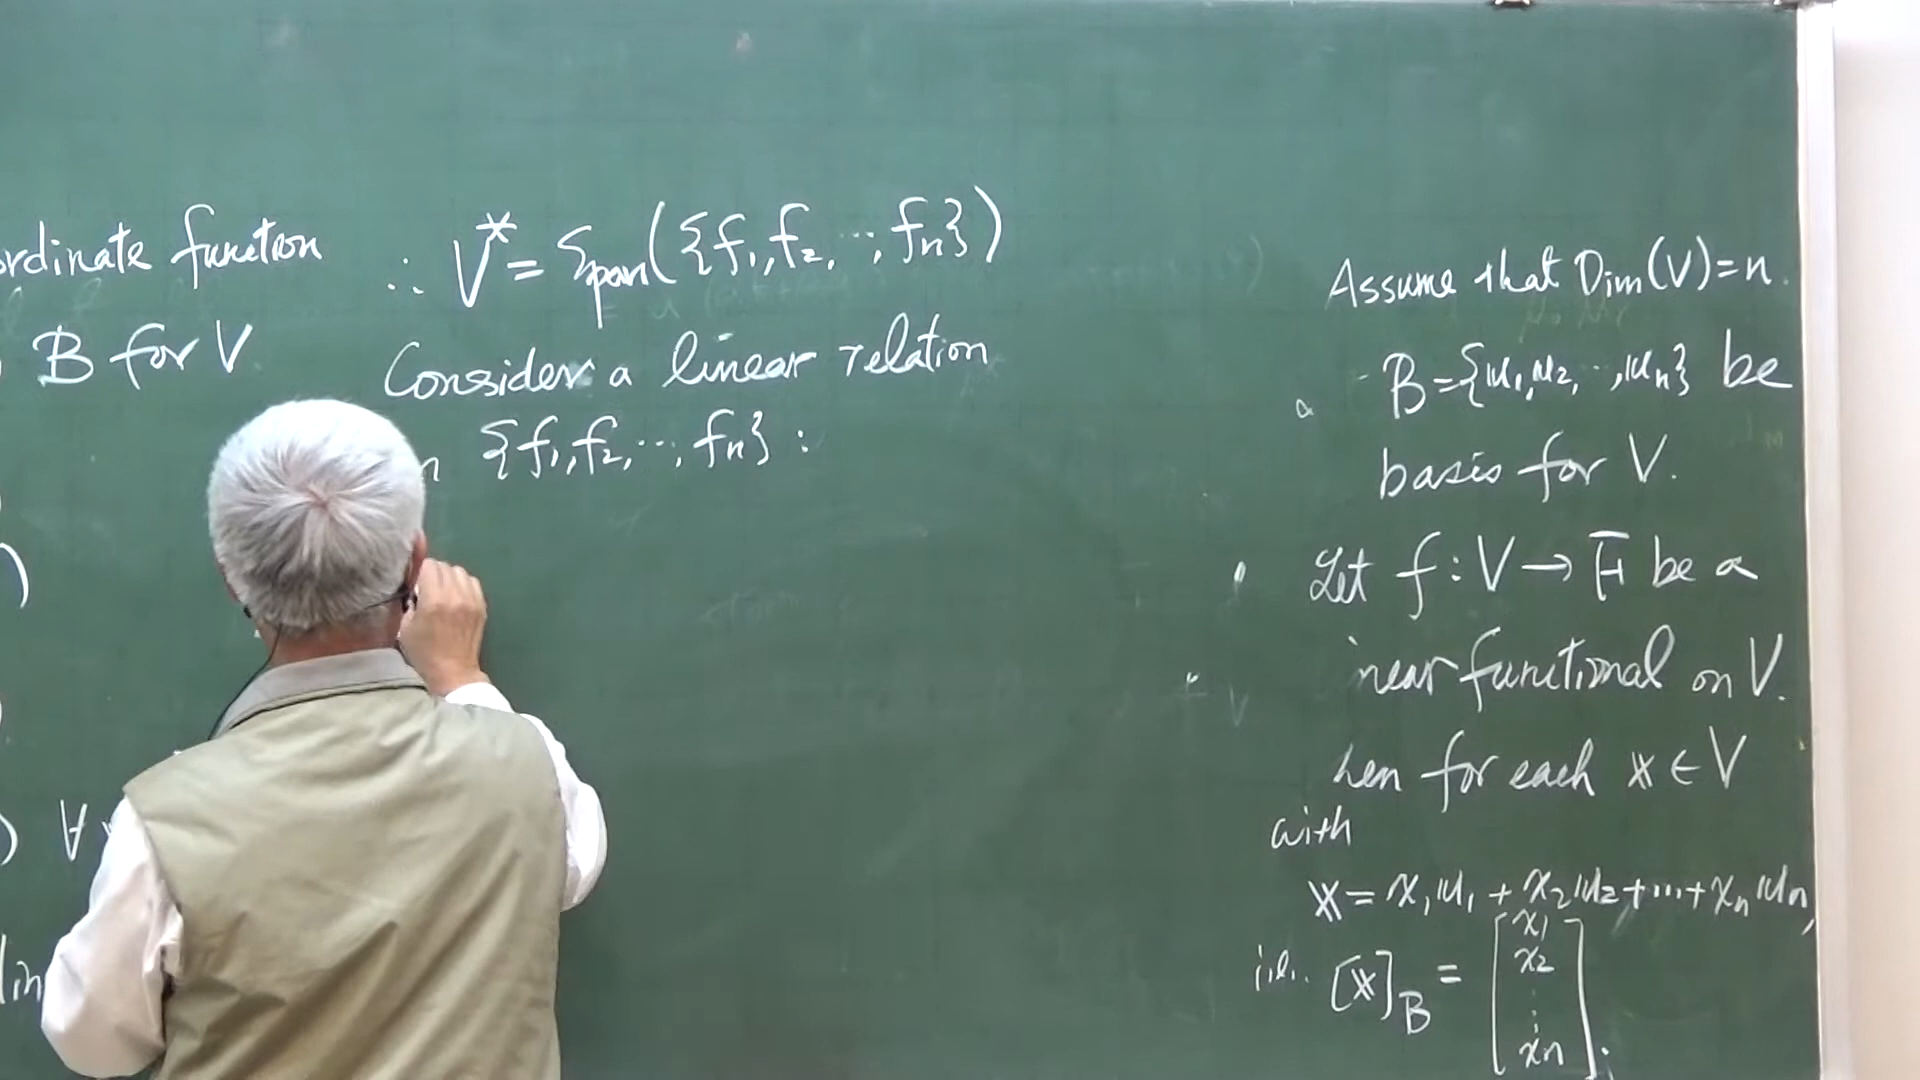 function
B for V
∴ V* = Span({f₁, f₂, ⋯, fₙ})
Consider a linear relation
{f₁, f₂, ⋯, fₙ} :
Assume that Dim(V) = n.
B = {u₁, u₂, ⋯, uₙ} be
a
basis for V.
Let f : V → F be a
near functional on V.
hen for each x ∈ V
with
x = x₁u₁ + x₂u₂ + ⋯ + xₙuₙ,
i.e. [x]_B = [x₁ x₂ ⋮ xₙ].